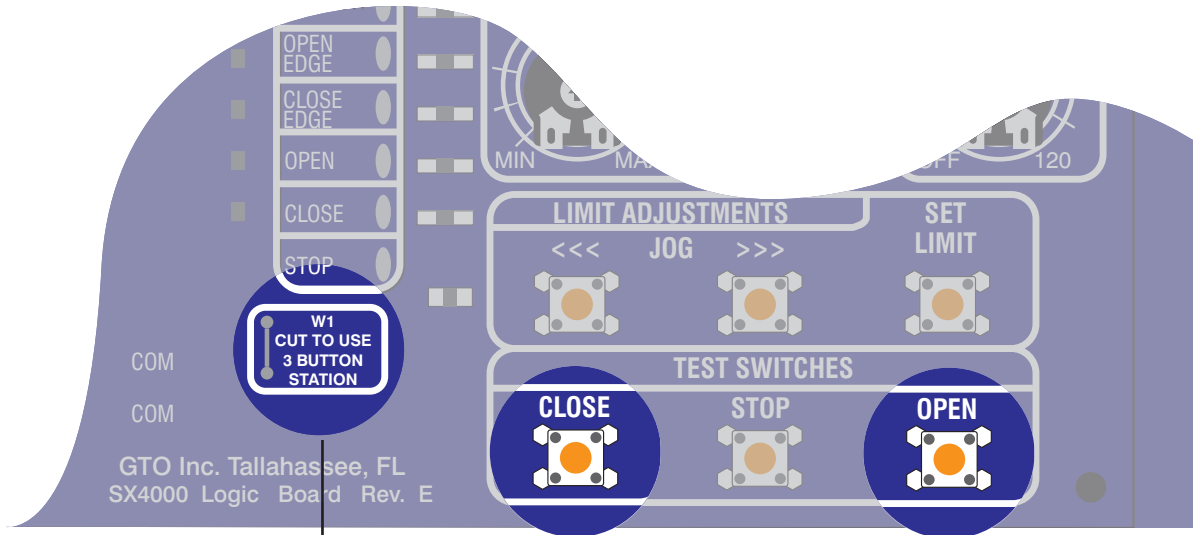 OPEN
EDGE
CLOSE
EDGE
OPEN
CLOSE
STOP
W1
CUT TO USE
3 BUTTON
STATION
COM
COM
GTO Inc. Tallahassee, FL
SX4000 Logic Board Rev. E
MIN
120
LIMIT ADJUSTMENTS
<<< JOG >>>
SET
LIMIT
TEST SWITCHES
CLOSE
STOP
OPEN